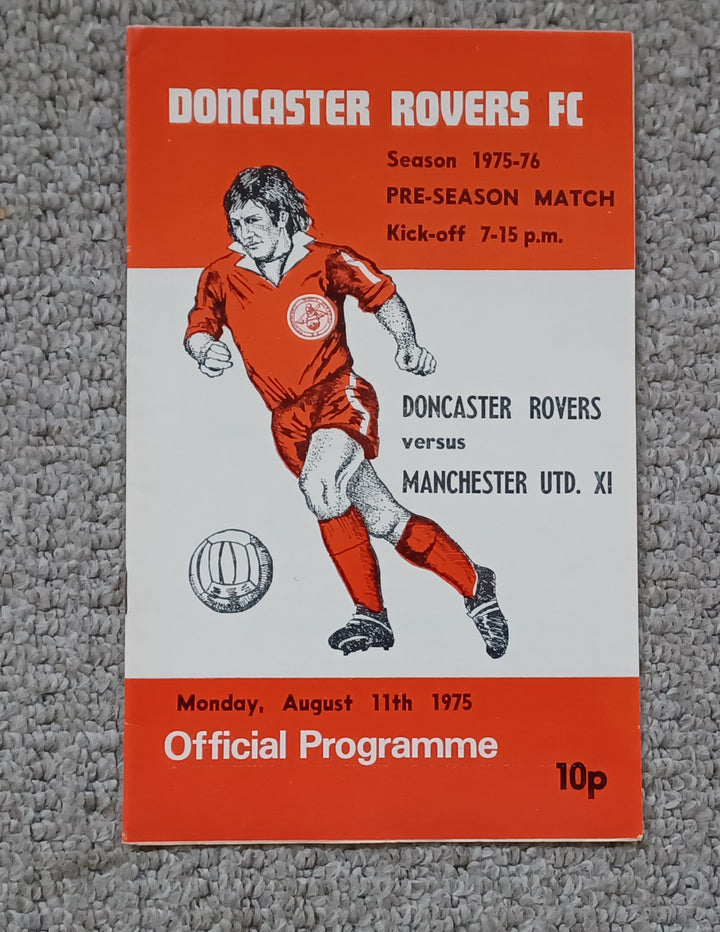 DONCASTER ROVERS FC
Season 1975-76
PRE-SEASON MATCH
Kick-off 7-15 p.m.
DONCASTER ROVERS
versus
MANCHESTER UTD. XI
Monday, August 11th 1975
Official Programme
10p